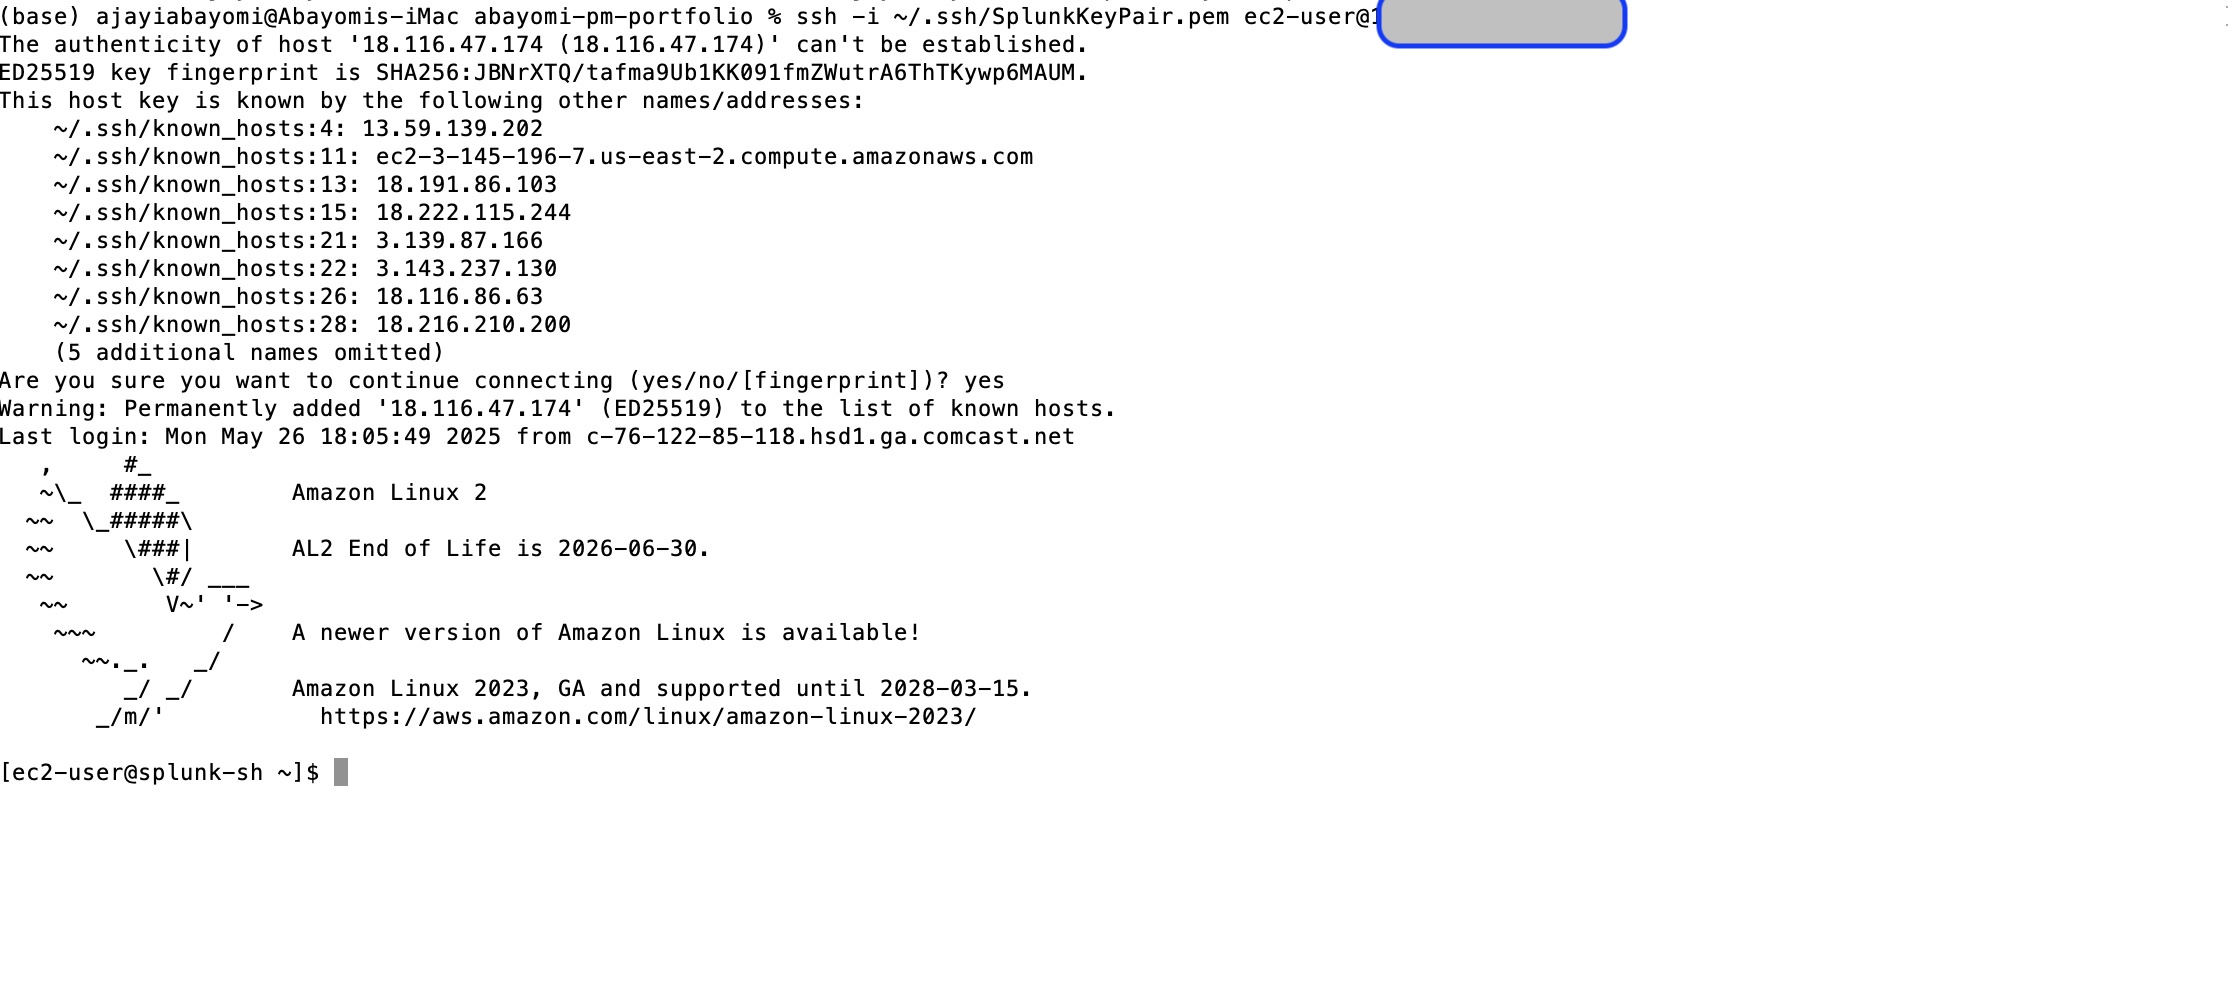 (base) ajayiabayomi@Abayomis-iMac abayomi-pm-portfolio % ssh -i ~/.ssh/SplunkKeyPair.pem ec2-user@1
The authenticity of host '18.116.47.174 (18.116.47.174)' can't be established.
ED25519 key fingerprint is SHA256:JBNrXTQ/tafma9Ub1KK091fmZWutrA6ThTKywp6MAUM.
This host key is known by the following other names/addresses:
    ~/.ssh/known_hosts:4: 13.59.139.202
    ~/.ssh/known_hosts:11: ec2-3-145-196-7.us-east-2.compute.amazonaws.com
    ~/.ssh/known_hosts:13: 18.191.86.103
    ~/.ssh/known_hosts:15: 18.222.115.244
    ~/.ssh/known_hosts:21: 3.139.87.166
    ~/.ssh/known_hosts:22: 3.143.237.130
    ~/.ssh/known_hosts:26: 18.116.86.63
    ~/.ssh/known_hosts:28: 18.216.210.200
    (5 additional names omitted)
Are you sure you want to continue connecting (yes/no/[fingerprint])? yes
Warning: Permanently added '18.116.47.174' (ED25519) to the list of known hosts.
Last login: Mon May 26 18:05:49 2025 from c-76-122-85-118.hsd1.ga.comcast.net
   ,     #_
   ~\_  ####_        Amazon Linux 2
  ~~  \_#####\
  ~~     \###|       AL2 End of Life is 2026-06-30.
  ~~       \#/ ___
   ~~       V~' '->
    ~~~         /    A newer version of Amazon Linux is available!
      ~~._.   _/
         _/ _/       Amazon Linux 2023, GA and supported until 2028-03-15.
       _/m/'           https://aws.amazon.com/linux/amazon-linux-2023/
[ec2-user@splunk-sh ~]$